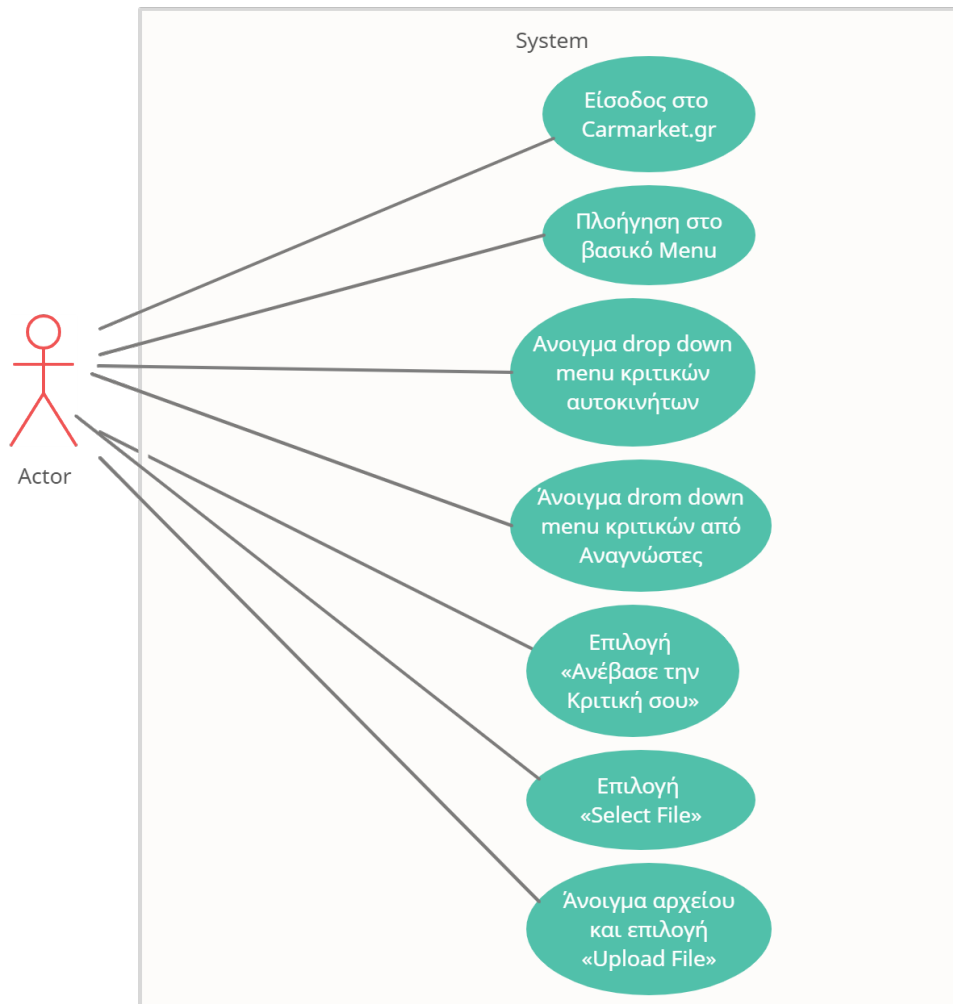 System
Είσοδος στο
Carmarket.gr
Πλοήγηση στο
βασικό Menu
Ανοιγμα drop down
menu κριτικών
αυτοκινήτων
Άνοιγμα drom down
menu κριτικών από
Αναγνώστες
Επιλογή
«Ανέβασε την
Κριτική σου»
Επιλογή
«Select File»
Άνοιγμα αρχείου
και επιλογή
«Upload File»
Actor